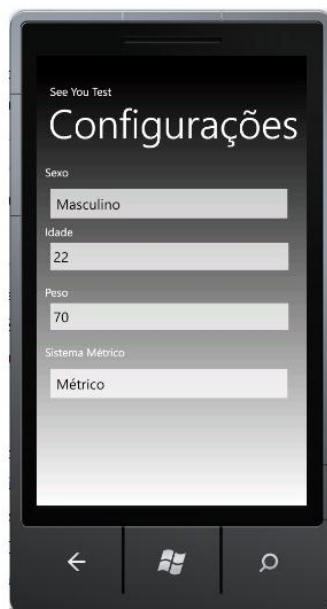 See You Test
Configurações
Sexo
Masculino
Idade
22
Peso
70
Sistema Métrico
Métrico